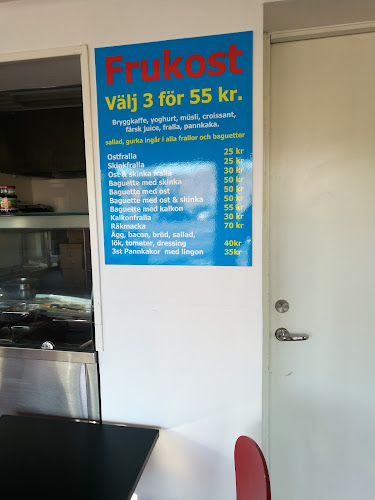 Frukost
Välj 3 för 55 kr.
Bryggkaffe, yoghurt, müsli, croissant,
färsk juice, fralla, pannkaka.
sallad, gurka ingår i alla frallor och baguetter
Ostfralla 25 kr
Skinkfralla 25 kr
Ost & skinka fralla 30 kr
Baguette med skinka 50 kr
Baguette med ost 50 kr
Baguette med ost & skinka 50 kr
Baguette med kalkon 55 kr
Kalkonfralla 30 kr
Räkmacka 70 kr
Ägg, bacon, bröd, sallad,
lök, tomater, dressing 40kr
3st Pannkakor med lingon 35kr